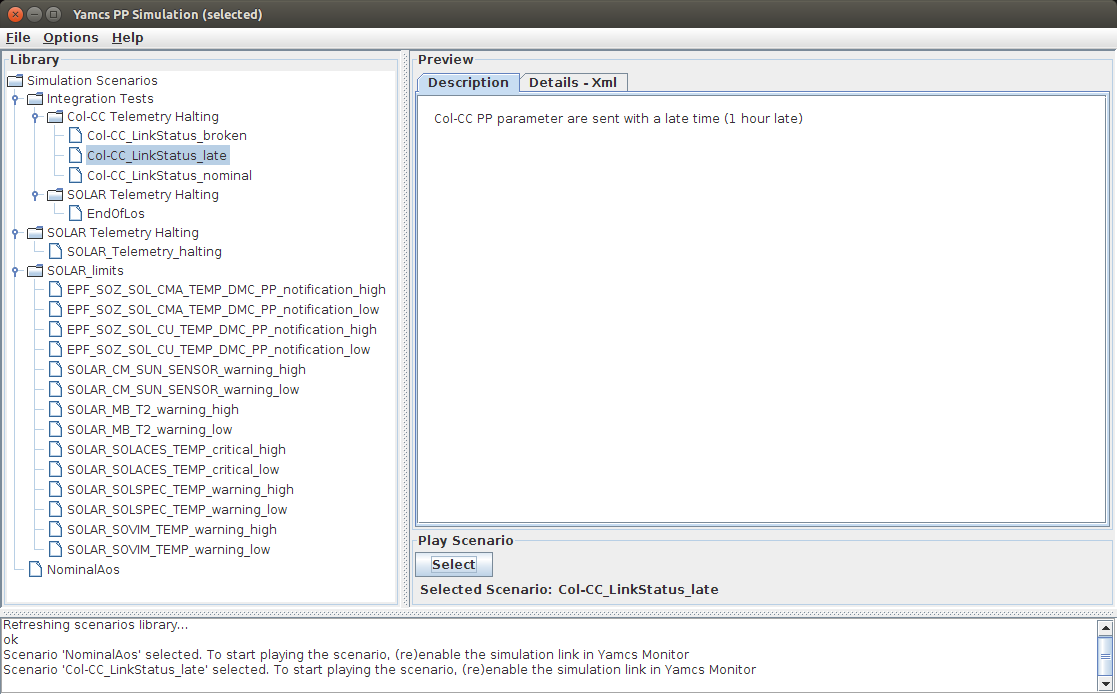 Yamcs PP Simulation (selected)
File Options Help
Library
Simulation Scenarios
Integration Tests
Col-CC Telemetry Halting
Col-CC_LinkStatus_broken
Col-CC_LinkStatus_late
Col-CC_LinkStatus_nominal
SOLAR Telemetry Halting
EndOfLos
SOLAR Telemetry Halting
SOLAR_Telemetry_halting
SOLAR_limits
EPF_SOZ_SOL_CMA_TEMP_DMC_PP_notification_high
EPF_SOZ_SOL_CMA_TEMP_DMC_PP_notification_low
EPF_SOZ_SOL_CU_TEMP_DMC_PP_notification_high
EPF_SOZ_SOL_CU_TEMP_DMC_PP_notification_low
SOLAR_CM_SUN_SENSOR_warning_high
SOLAR_CM_SUN_SENSOR_warning_low
SOLAR_MB_T2_warning_high
SOLAR_MB_T2_warning_low
SOLAR_SOLACES_TEMP_critical_high
SOLAR_SOLACES_TEMP_critical_low
SOLAR_SOLSPEC_TEMP_warning_high
SOLAR_SOLSPEC_TEMP_warning_low
SOLAR_SOVIM_TEMP_warning_high
SOLAR_SOVIM_TEMP_warning_low
NominalAos
Preview
Description Details - Xml
Col-CC PP parameter are sent with a late time (1 hour late)
Play Scenario
Select
Selected Scenario: Col-CC_LinkStatus_late
Refreshing scenarios library...
ok
Scenario 'NominalAos' selected. To start playing the scenario, (re)enable the simulation link in Yamcs Monitor
Scenario 'Col-CC_LinkStatus_late' selected. To start playing the scenario, (re)enable the simulation link in Yamcs Monitor